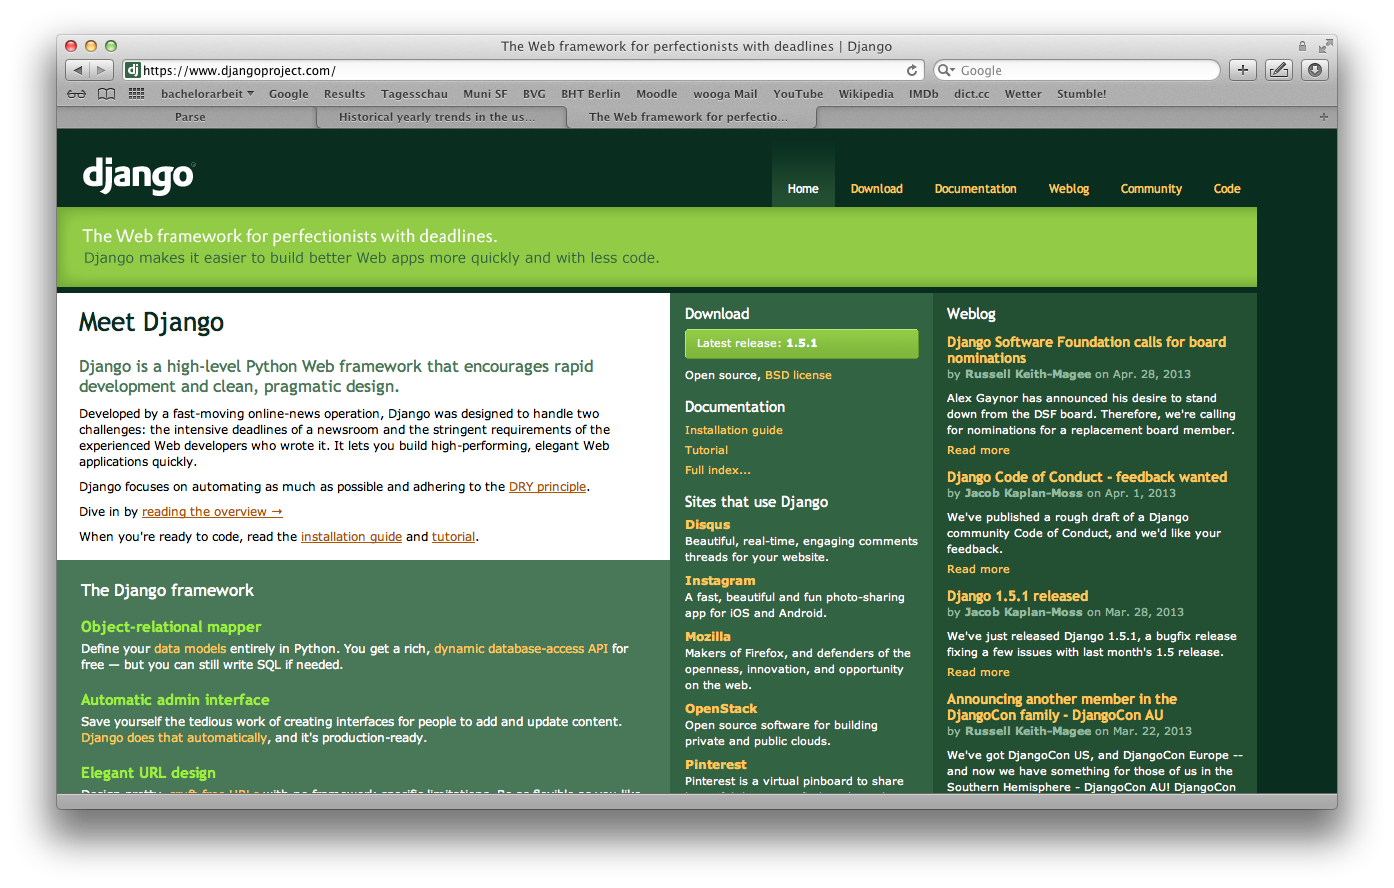 The Web framework for perfectionists with deadlines | Django
dj https://www.djangoproject.com/
Google
bachelorarbeit Google Results Tagesschau Muni SF BVG BHT Berlin Moodle wooga Mail YouTube Wikipedia IMDb dict.cc Wetter Stumble!
Parse Historical yearly trends in the us... The Web framework for perfectio...
django
Home Download Documentation Weblog Community Code
The Web framework for perfectionists with deadlines.
Django makes it easier to build better Web apps more quickly and with less code.
Meet Django
Django is a high-level Python Web framework that encourages rapid
development and clean, pragmatic design.
Developed by a fast-moving online-news operation, Django was designed to handle two
challenges: the intensive deadlines of a newsroom and the stringent requirements of the
experienced Web developers who wrote it. It lets you build high-performing, elegant Web
applications quickly.
Django focuses on automating as much as possible and adhering to the DRY principle.
Dive in by reading the overview →
When you're ready to code, read the installation guide and tutorial.
The Django framework
Object-relational mapper
Define your data models entirely in Python. You get a rich, dynamic database-access API for
free — but you can still write SQL if needed.
Automatic admin interface
Save yourself the tedious work of creating interfaces for people to add and update content.
Django does that automatically, and it's production-ready.
Elegant URL design
Download
Latest release: 1.5.1
Open source, BSD license
Documentation
Installation guide
Tutorial
Full index...
Sites that use Django
Disqus
Beautiful, real-time, engaging comments
threads for your website.
Instagram
A fast, beautiful and fun photo-sharing
app for iOS and Android.
Mozilla
Makers of Firefox, and defenders of the
openness, innovation, and opportunity
on the web.
OpenStack
Open source software for building
private and public clouds.
Pinterest
Pinterest is a virtual pinboard to share
Weblog
Django Software Foundation calls for board
nominations
by Russell Keith-Magee on Apr. 28, 2013
Alex Gaynor has announced his desire to stand
down from the DSF board. Therefore, we're calling
for nominations for a replacement board member.
Read more
Django Code of Conduct - feedback wanted
by Jacob Kaplan-Moss on Apr. 1, 2013
We've published a rough draft of a Django
community Code of Conduct, and we'd like your
feedback.
Read more
Django 1.5.1 released
by Jacob Kaplan-Moss on Mar. 28, 2013
We've just released Django 1.5.1, a bugfix release
fixing a few issues with last month's 1.5 release.
Read more
Announcing another member in the
DjangoCon family - DjangoCon AU
by Russell Keith-Magee on Mar. 22, 2013
We've got DjangoCon US, and DjangoCon Europe --
and now we have something for those of us in the
Southern Hemisphere - DjangoCon AU! DjangoCon